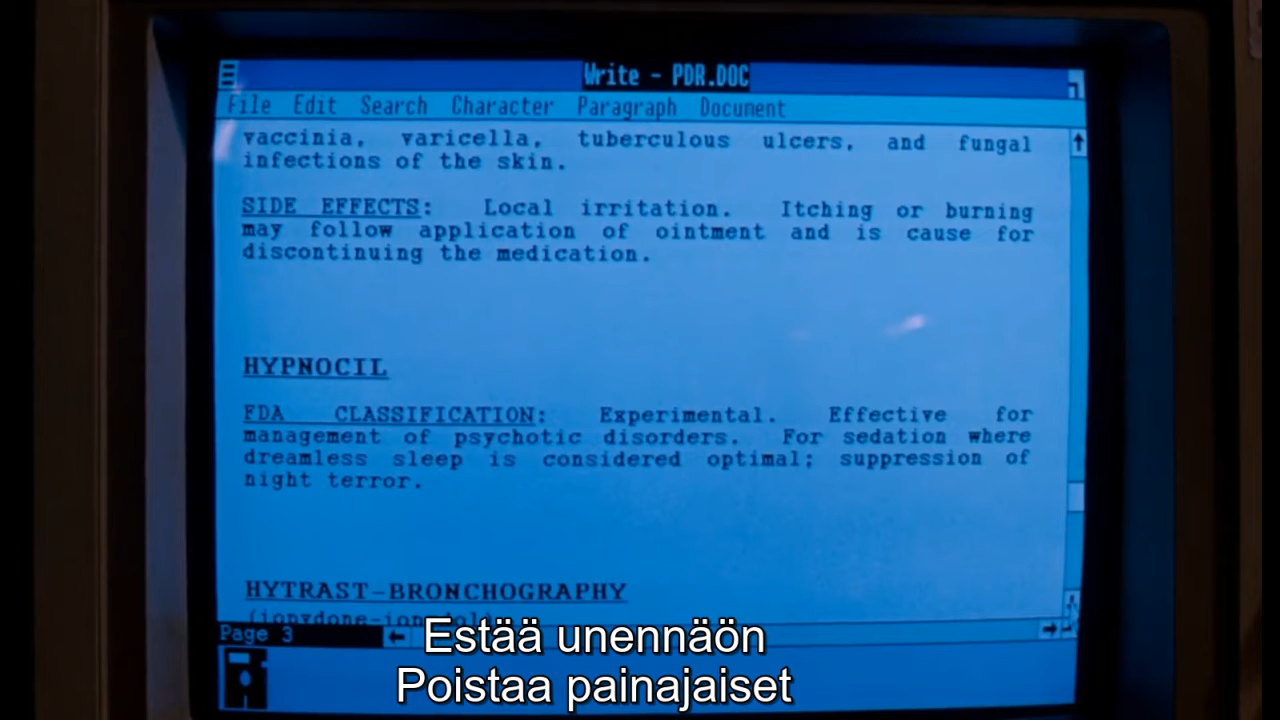 Write - PDR.DOC
File Edit Search Character Paragraph Document
vaccinia, varicella, tuberculous ulcers, and fungal
infections of the skin.
SIDE EFFECTS: Local irritation. Itching or burning
may follow application of ointment and is cause for
discontinuing the medication.
HYPNOCIL
FDA CLASSIFICATION: Experimental. Effective for
management of psychotic disorders. For sedation where
dreamless sleep is considered optimal; suppression of
night terror.
HYTRAST-BRONCHOGRAPHY
Page 3
Estää unennäön
Poistaa painajaiset